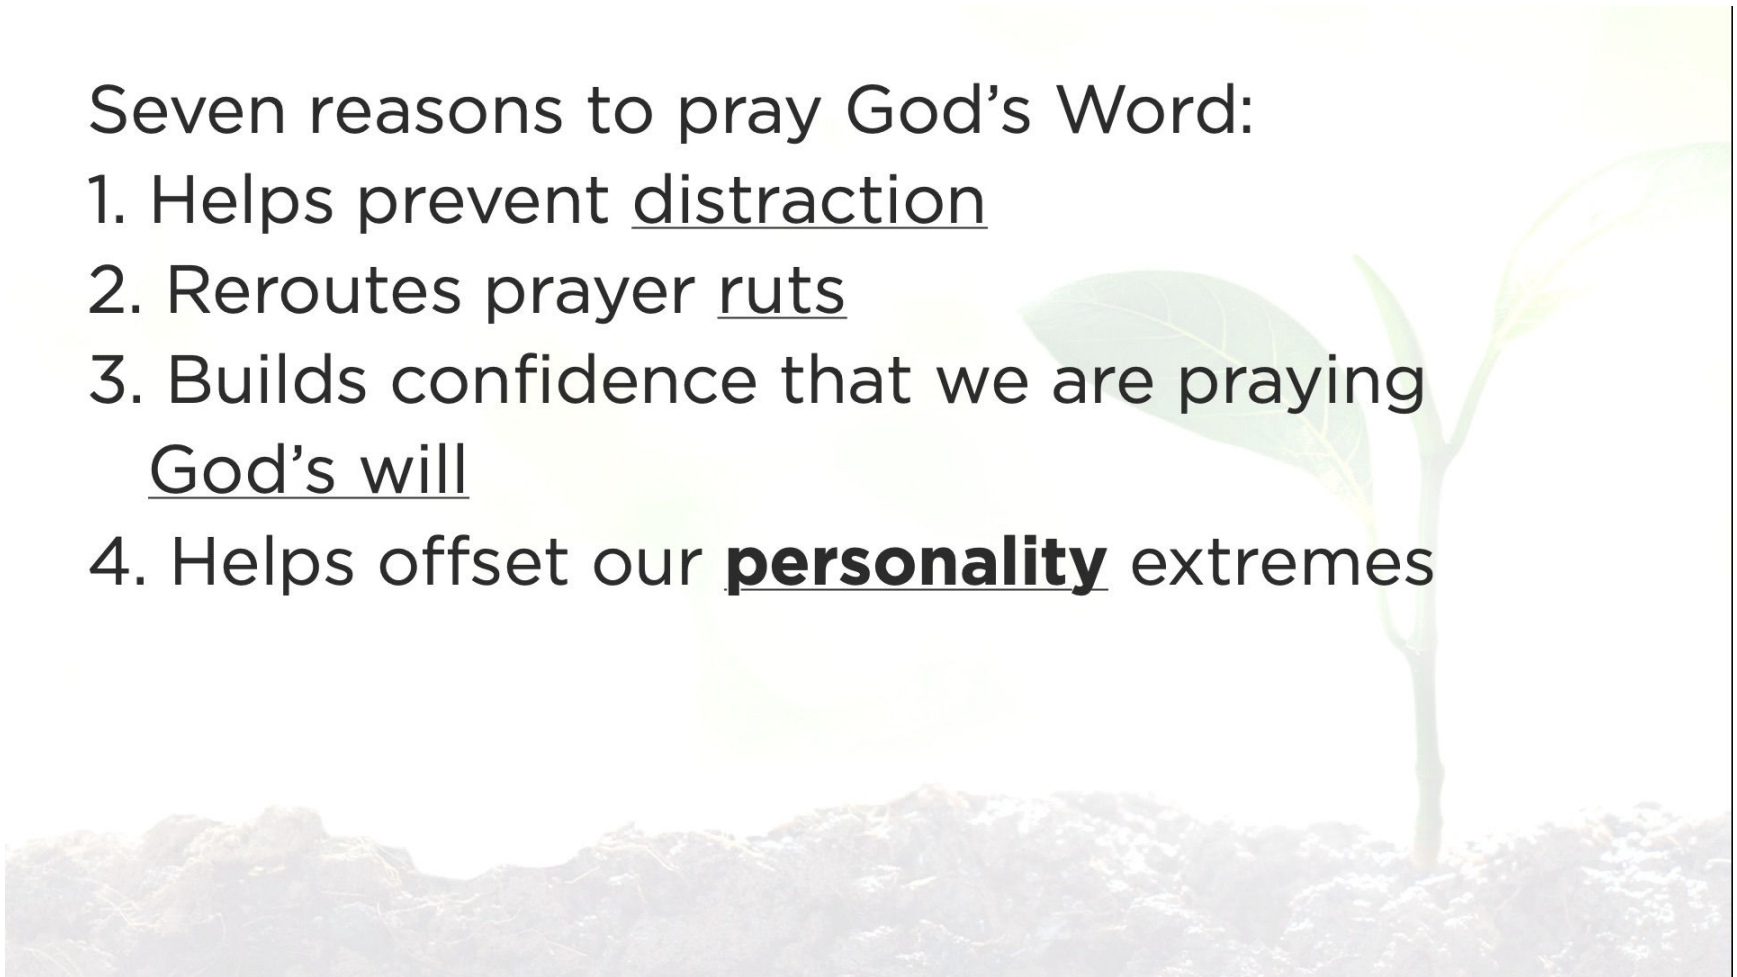 Seven reasons to pray God’s Word:
1. Helps prevent distraction
2. Reroutes prayer ruts
3. Builds confidence that we are praying
God’s will
4. Helps offset our personality extremes